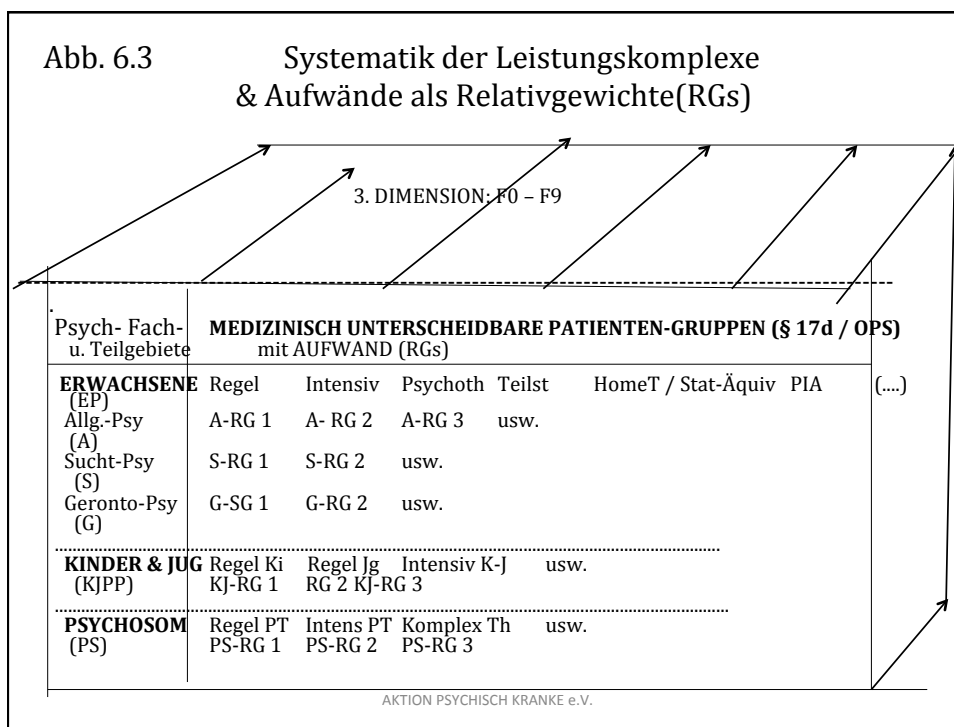 Abb. 6.3 Systematik der Leistungskomplexe
& Aufwände als Relativgewichte(RGs)
3. DIMENSION: F0 – F9
.
Psych- Fach- MEDIZINISCH UNTERSCHEIDBARE PATIENTEN-GRUPPEN (§ 17d / OPS)
u. Teilgebiete mit AUFWAND (RGs)
ERWACHSENE Regel Intensiv Psychoth Teilst HomeT / Stat-Äquiv PIA (....)
(EP)
Allg.-Psy A-RG 1 A- RG 2 A-RG 3 usw.
(A)
Sucht-Psy S-RG 1 S-RG 2 usw.
(S)
Geronto-Psy G-SG 1 G-RG 2 usw.
(G)
KINDER & JUG Regel Ki Regel Jg Intensiv K-J usw.
(KJPP) KJ-RG 1 RG 2 KJ-RG 3
PSYCHOSOM Regel PT Intens PT Komplex Th usw.
(PS) PS-RG 1 PS-RG 2 PS-RG 3
AKTION PSYCHISCH KRANKE e.V.